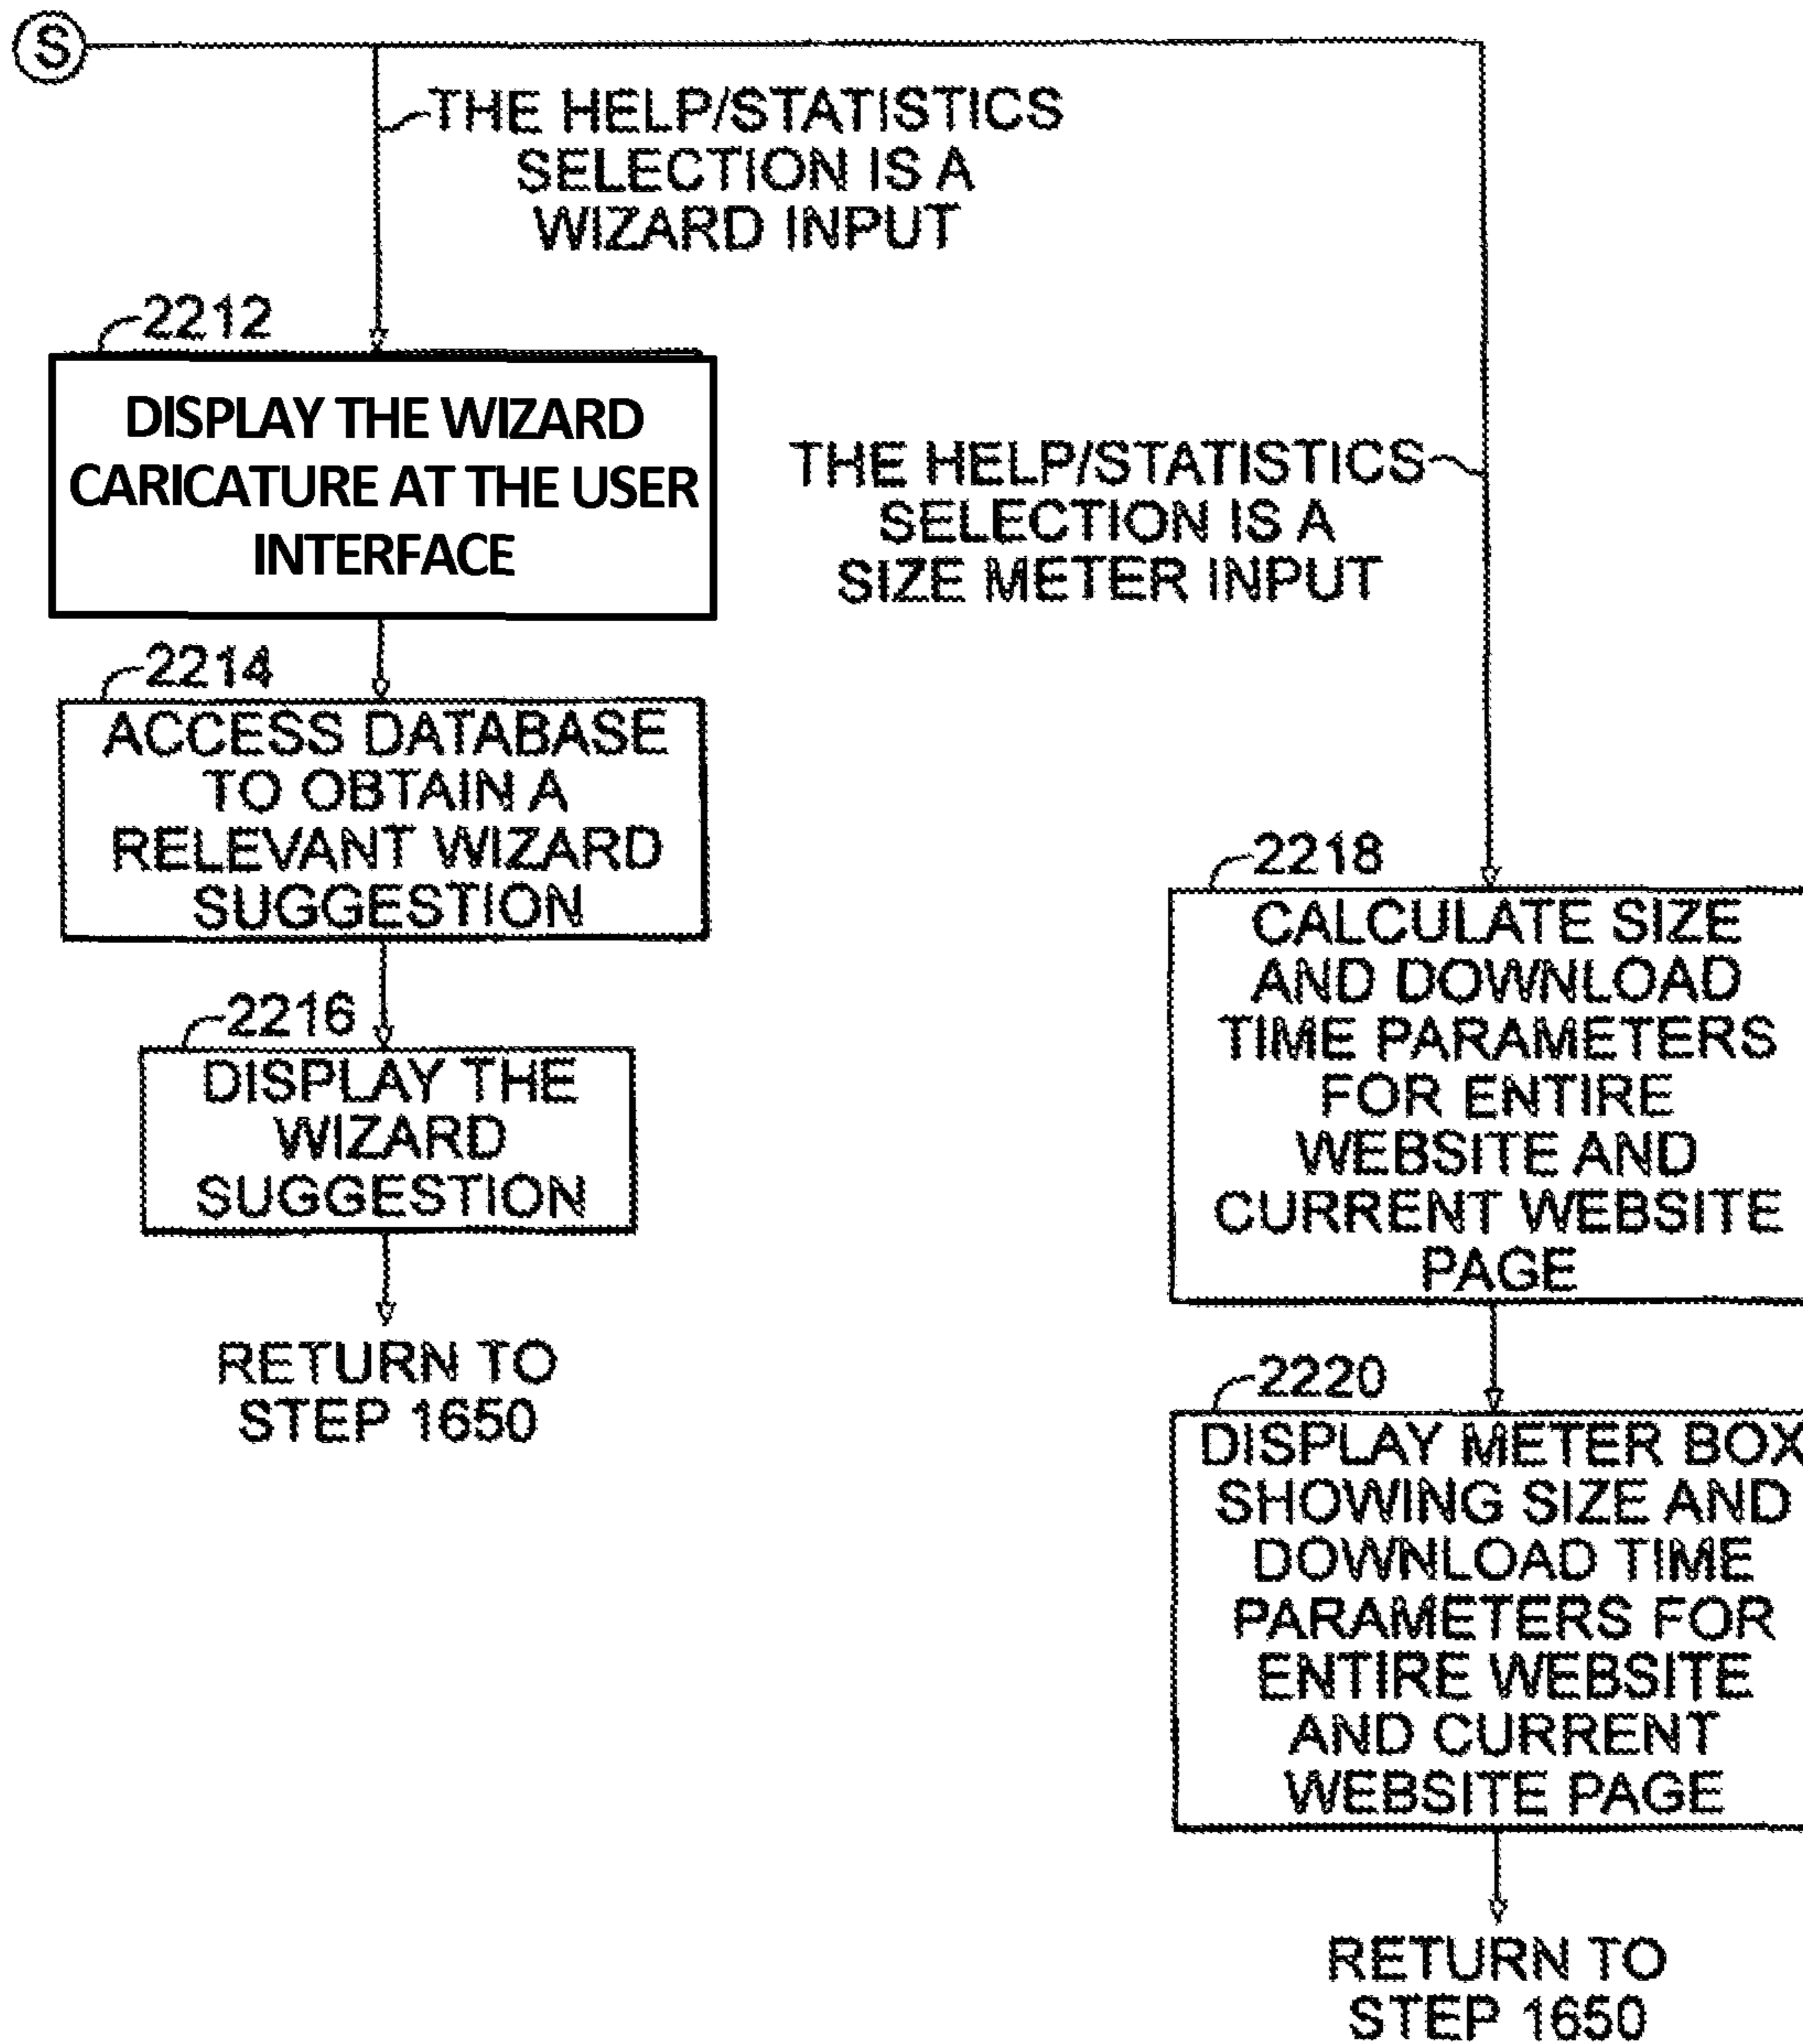 S
THE HELP/STATISTICS
SELECTION IS A
WIZARD INPUT
2212
DISPLAY THE WIZARD
CARICATURE AT THE USER
INTERFACE
2214
ACCESS DATABASE
TO OBTAIN A
RELEVANT WIZARD
SUGGESTION
2216
DISPLAY THE
WIZARD
SUGGESTION
RETURN TO
STEP 1650
THE HELP/STATISTICS
SELECTION IS A
SIZE METER INPUT
2218
CALCULATE SIZE
AND DOWNLOAD
TIME PARAMETERS
FOR ENTIRE
WEBSITE AND
CURRENT WEBSITE
PAGE
2220
DISPLAY METER BOX
SHOWING SIZE AND
DOWNLOAD TIME
PARAMETERS FOR
ENTIRE WEBSITE
AND CURRENT
WEBSITE PAGE
RETURN TO
STEP 1650